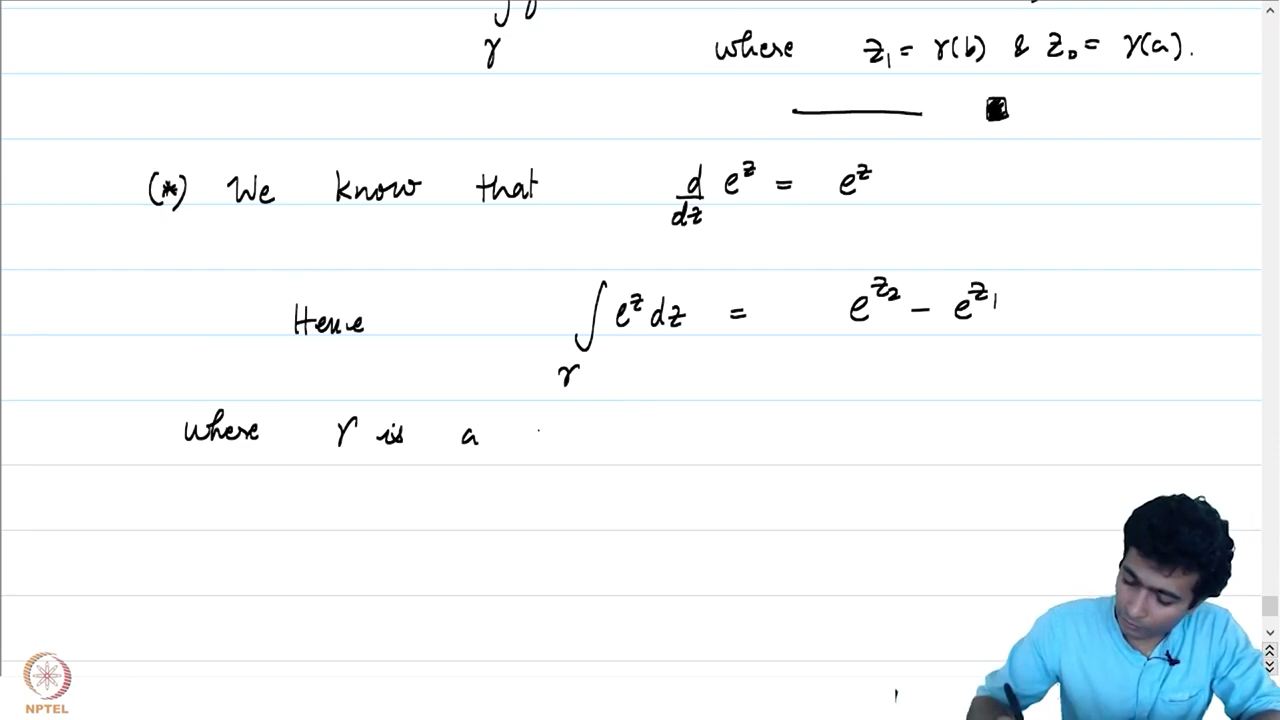 γ where z₁ = γ(b) & z₀ = γ(a).
(*) We know that d/dz e^z = e^z
Hence ∫_γ e^z dz = e^{z₂} − e^{z₁}
where γ is a
NPTEL